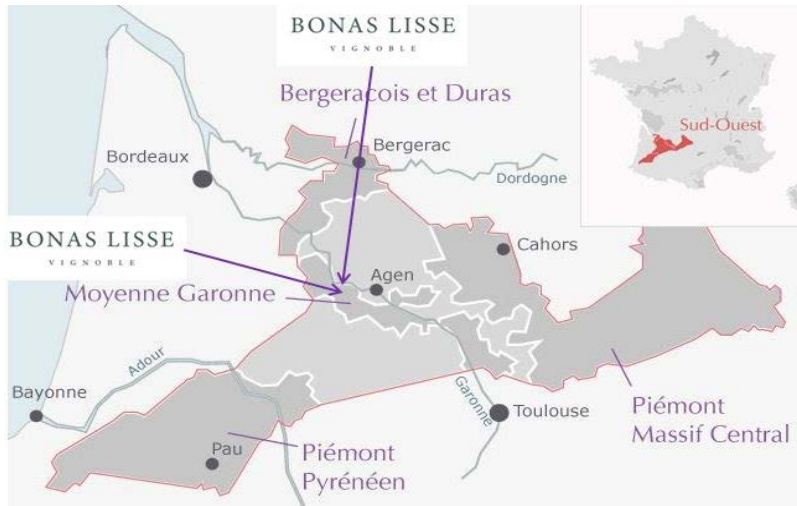 BONAS LISSE
VIGNOBLE
Bergeracois et Duras
Sud-Ouest
Bordeaux
Bergerac
Dordogne
BONAS LISSE
VIGNOBLE
Cahors
Agen
Moyenne Garonne
Adour
Bayonne
Garonne
Toulouse
Piémont
Massif Central
Pau
Piémont
Pyrénéen